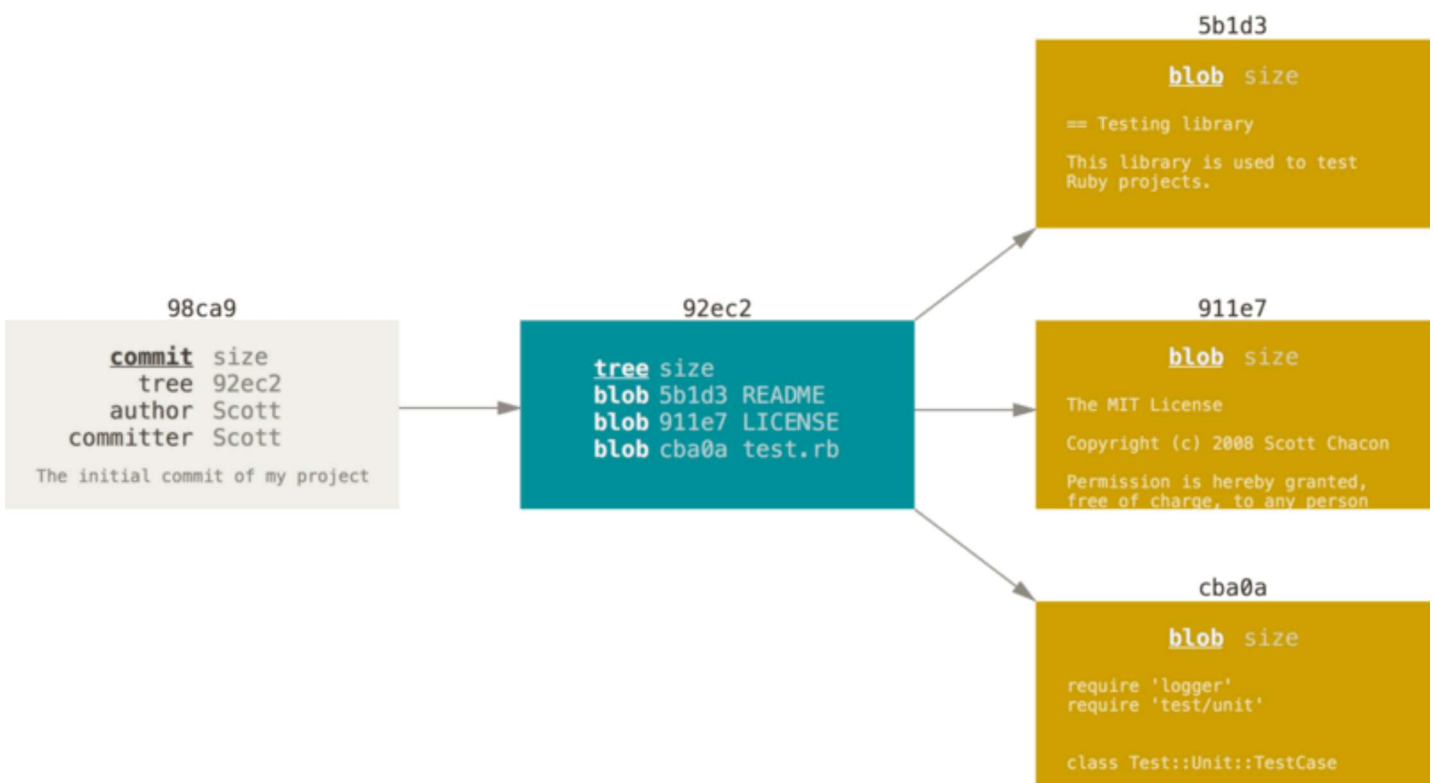 98ca9
commit size
tree 92ec2
author Scott
committer Scott
The initial commit of my project
92ec2
tree size
blob 5b1d3 README
blob 911e7 LICENSE
blob cba0a test.rb
5b1d3
blob size
== Testing library
This library is used to test
Ruby projects.
911e7
blob size
The MIT License
Copyright (c) 2008 Scott Chacon
Permission is hereby granted,
free of charge, to any person
cba0a
blob size
require 'logger'
require 'test/unit'
class Test::Unit::TestCase